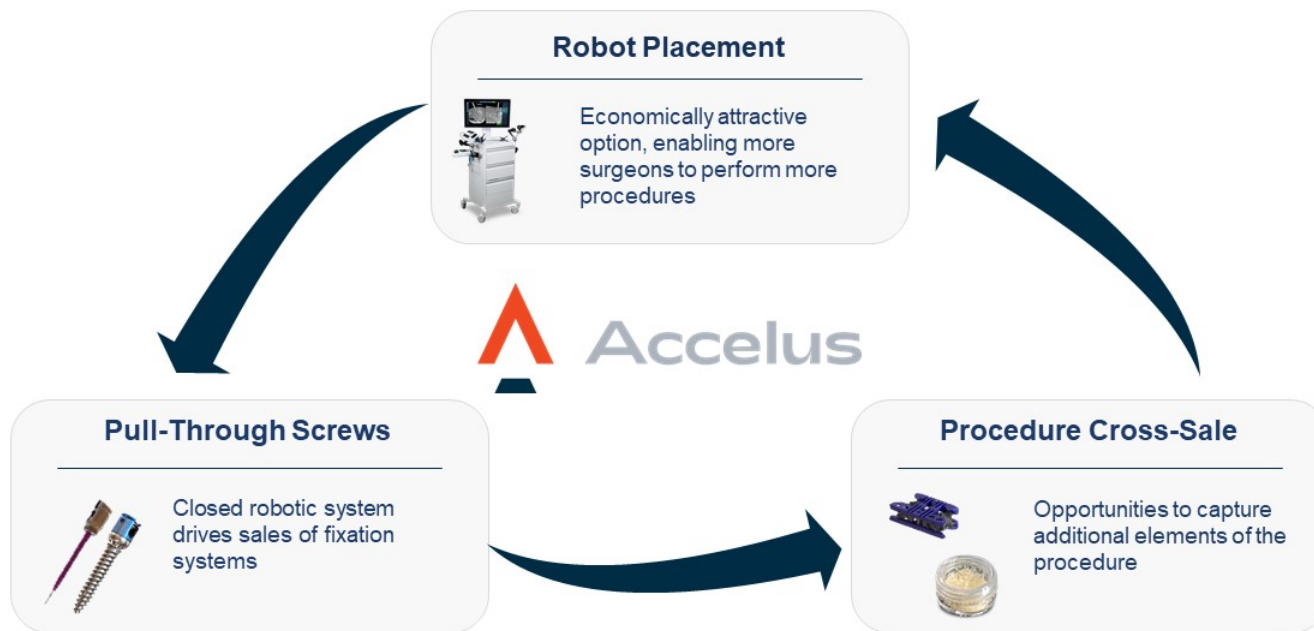 Robot Placement
Economically attractive
option, enabling more
surgeons to perform more
procedures
Accelus
Pull-Through Screws
Closed robotic system
drives sales of fixation
systems
Procedure Cross-Sale
Opportunities to capture
additional elements of the
procedure